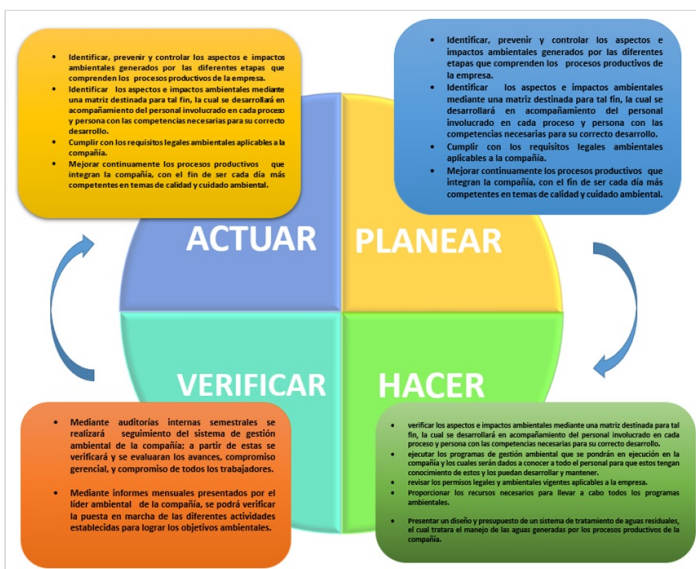 • Identificar, prevenir y controlar los aspectos e impactos
ambientales generados por las diferentes etapas que
comprenden los procesos productivos de la empresa.
• Identificar los aspectos e impactos ambientales mediante
una matriz destinada para tal fin, la cual se desarrollará en
acompañamiento del personal involucrado en cada proceso
y persona con las competencias necesarias para su correcto
desarrollo.
• Cumplir con los requisitos legales ambientales aplicables a la
compañía.
• Mejorar continuamente los procesos productivos que
integran la compañía, con el fin de ser cada día más
competentes en temas de calidad y cuidado ambiental.
• Identificar, prevenir y controlar los aspectos e
impactos ambientales generados por las diferentes
etapas que comprenden los procesos productivos de
la empresa.
• Identificar los aspectos e impactos ambientales
mediante una matriz destinada para tal fin, la cual se
desarrollará en acompañamiento del personal
involucrado en cada proceso y persona con las
competencias necesarias para su correcto desarrollo.
• Cumplir con los requisitos legales ambientales
aplicables a la compañía.
• Mejorar continuamente los procesos productivos que
integran la compañía, con el fin de ser cada día más
competentes en temas de calidad y cuidado ambiental.
ACTUAR
PLANEAR
VERIFICAR
HACER
• Mediante auditorías internas semestrales se
realizará seguimiento del sistema de gestión
ambiental de la compañía; a partir de estas se
verificará y se evaluaran los avances, compromiso
gerencial, y compromiso de todos los trabajadores.
• Mediante informes mensuales presentados por el
líder ambiental de la compañía, se podrá verificar
la puesta en marcha de las diferentes actividades
establecidas para lograr los objetivos ambientales.
• verificar los aspectos e impactos ambientales mediante una matriz destinada para tal
fin, la cual se desarrollará en acompañamiento del personal involucrado en cada
proceso y persona con las competencias necesarias para su correcto desarrollo.
• ejecutar los programas de gestión ambiental que se pondrán en ejecución en la
compañía y los cuales serán dados a conocer al todo el personal para que estos tengan
conocimiento de estos y los puedan desarrollar y mantener.
• revisar los permisos legales y ambientales vigentes aplicables a la empresa.
• Proporcionar los recursos necesarios para llevar a cabo todos los programas
ambientales.
• Presentar un diseño y presupuesto de un sistema de tratamiento de aguas residuales,
el cual tratara el manejo de las aguas generadas por los procesos productivos de la
compañía.